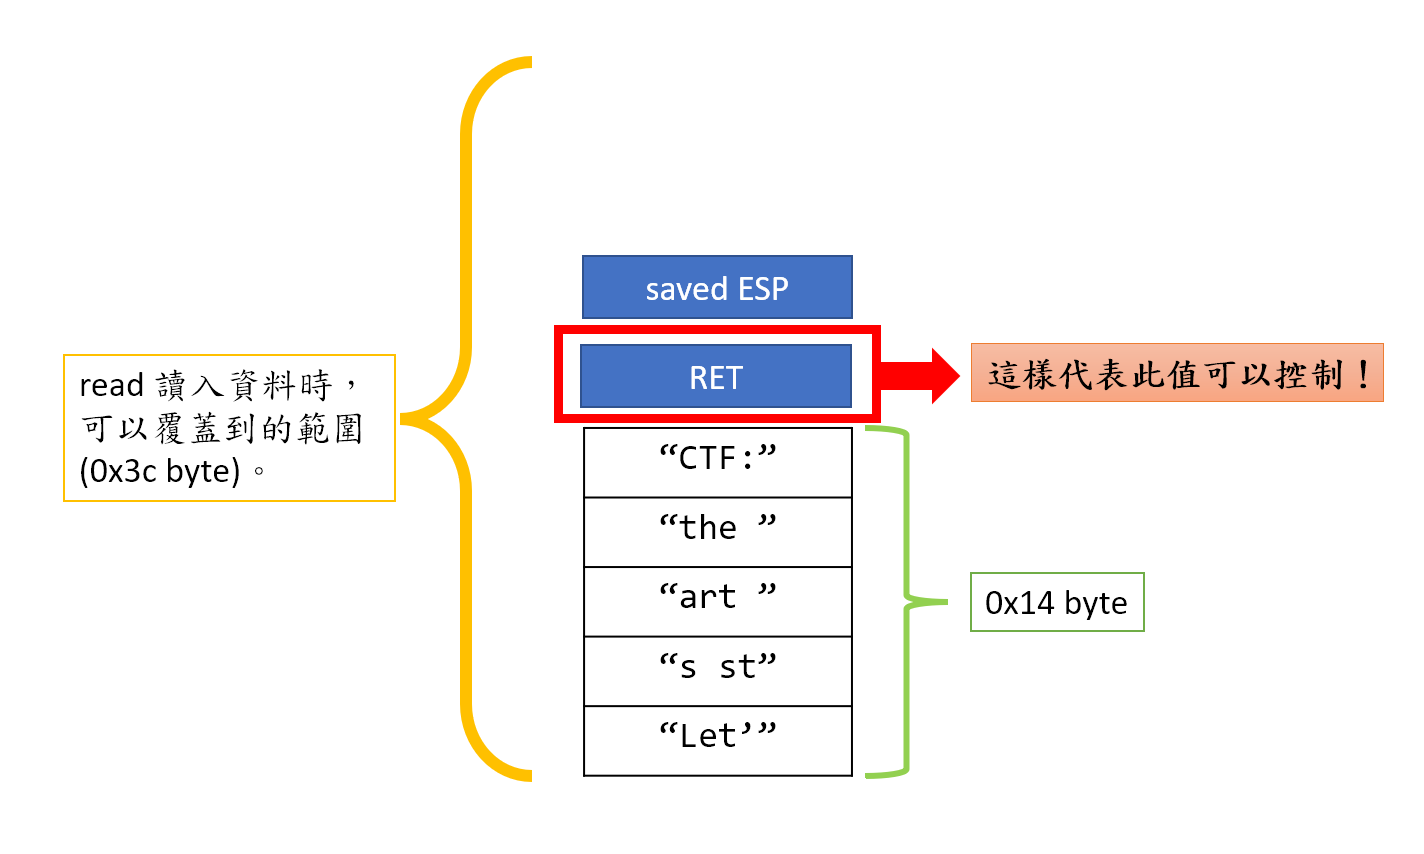 saved ESP
RET
這樣代表此值可以控制！
read 讀入資料時，
可以覆蓋到的範圍
(0x3c byte)。
“CTF:”
“the ”
“art ”
“s st”
“Let’”
0x14 byte